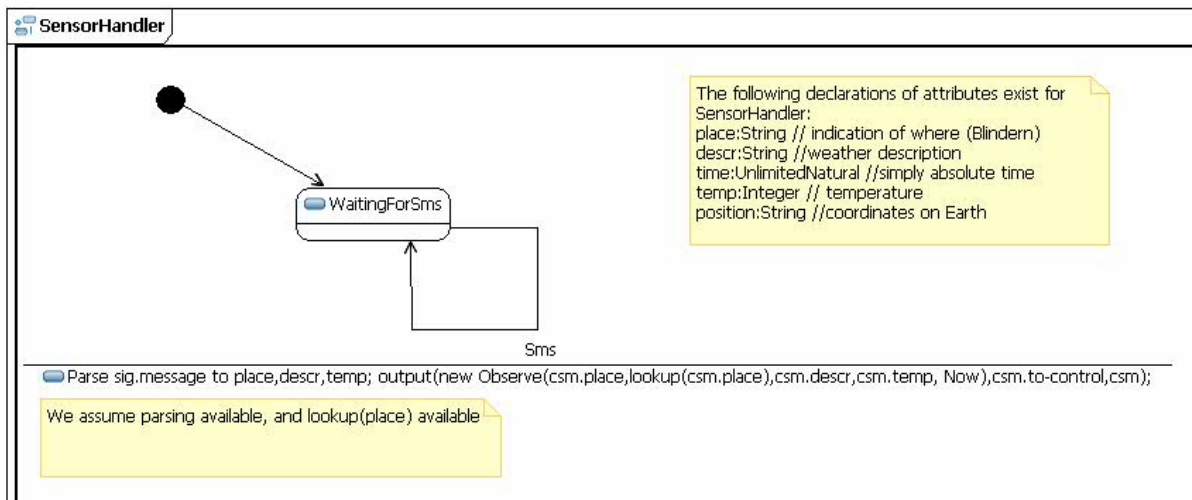 SensorHandler
The following declarations of attributes exist for
SensorHandler:
place:String // indication of where (Blindern)
descr:String //weather description
time:UnlimitedNatural //simply absolute time
temp:Integer // temperature
position:String //coordinates on Earth
WaitingForSms
Sms
Parse sig.message to place,descr,temp; output(new Observe(csm.place,lookup(csm.place),csm.descr,csm.temp, Now),csm.to-control,csm);
We assume parsing available, and lookup(place) available